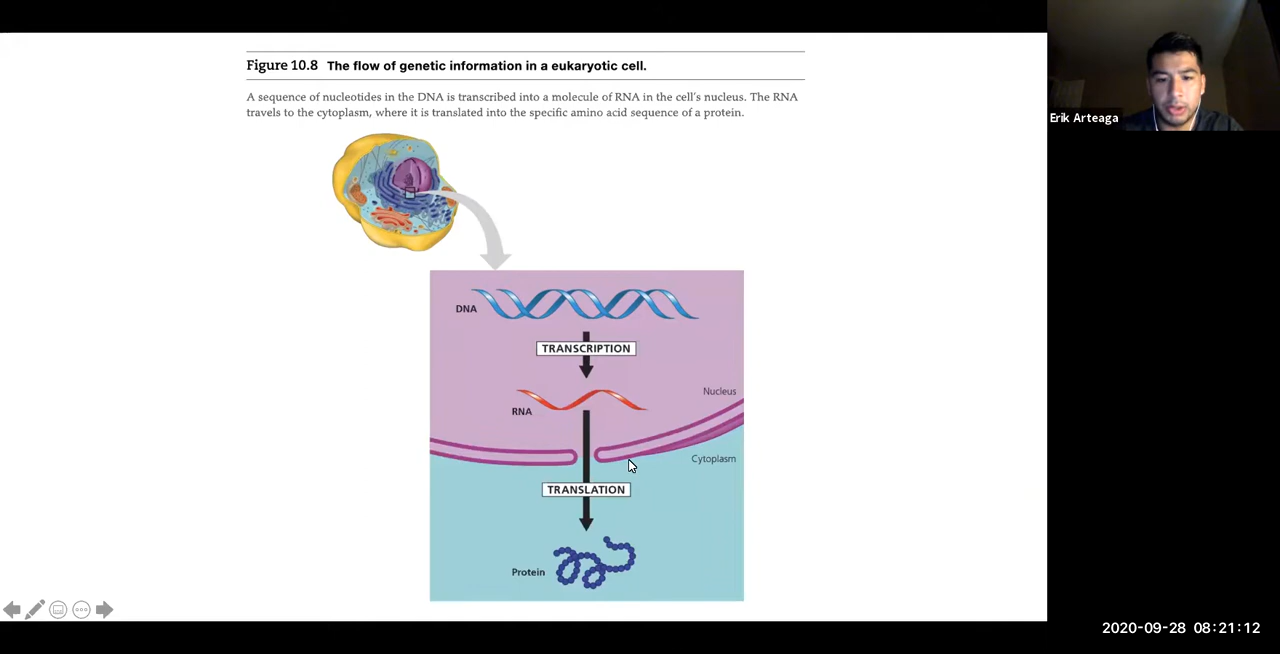 Figure 10.8 The flow of genetic information in a eukaryotic cell.
A sequence of nucleotides in the DNA is transcribed into a molecule of RNA in the cell's nucleus. The RNA
travels to the cytoplasm, where it is translated into the specific amino acid sequence of a protein.
Erik Arteaga
DNA
TRANSCRIPTION
Nucleus
RNA
Cytoplasm
TRANSLATION
Protein
2020-09-28 08:21:12